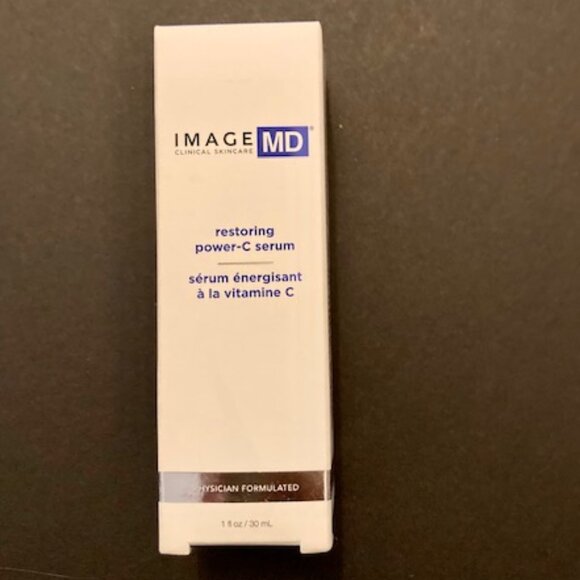 IMAGE MD®
CLINICAL SKINCARE
restoring
power-C serum
sérum énergisant
à la vitamine C
PHYSICIAN FORMULATED
1 fl oz / 30 mL